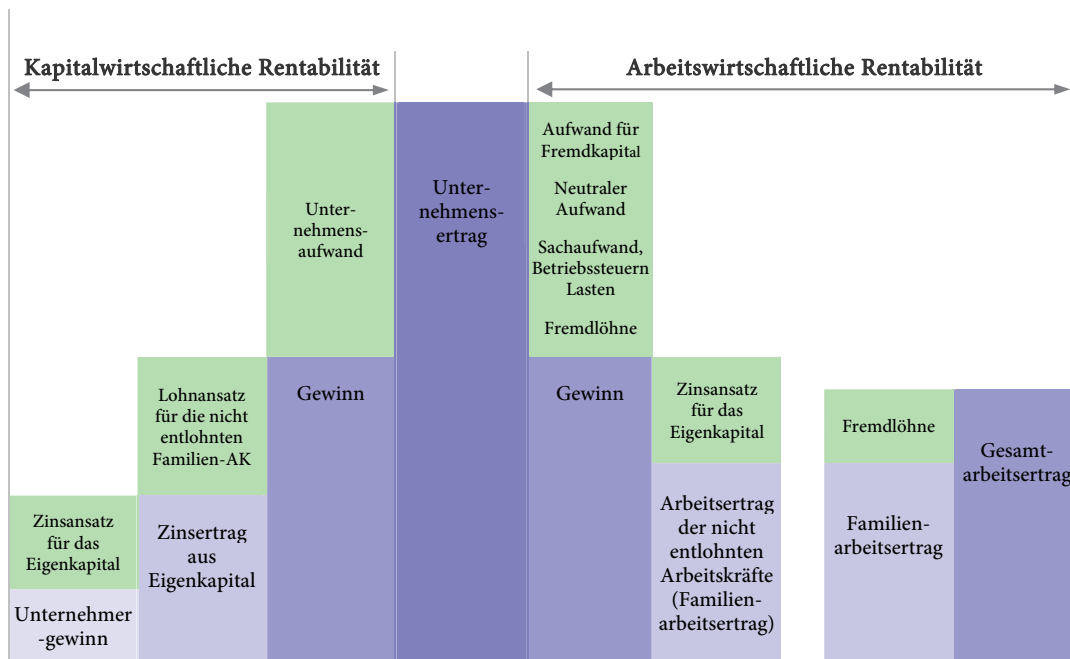 Kapitalwirtschaftliche Rentabilität
Arbeitswirtschaftliche Rentabilität
Zinsansatz
für das
Eigenkapital
Unternehmer
-gewinn
Lohnansatz
für die nicht
entlohnten
Familien-AK
Zinsertrag
aus
Eigenkapital
Unter-
nehmens-
aufwand
Gewinn
Unter-
nehmens-
ertrag
Aufwand für
Fremdkapital
Neutraler
Aufwand
Sachaufwand,
Betriebssteuern
Lasten
Fremdlöhne
Gewinn
Zinsansatz
für das
Eigenkapital
Arbeitsertrag
der nicht
entlohnten
Arbeitskräfte
(Familien-
arbeitsertrag)
Fremdlöhne
Familien-
arbeitsertrag
Gesamt-
arbeitsertrag